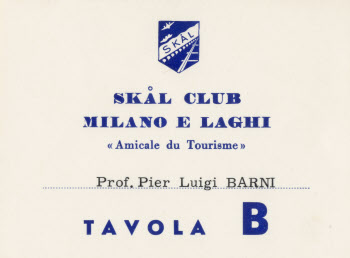 SKÅL
SKÅL CLUB
MILANO E LAGHI
« Amicale du Tourisme »
Prof. Pier Luigi BARNI
TAVOLA B